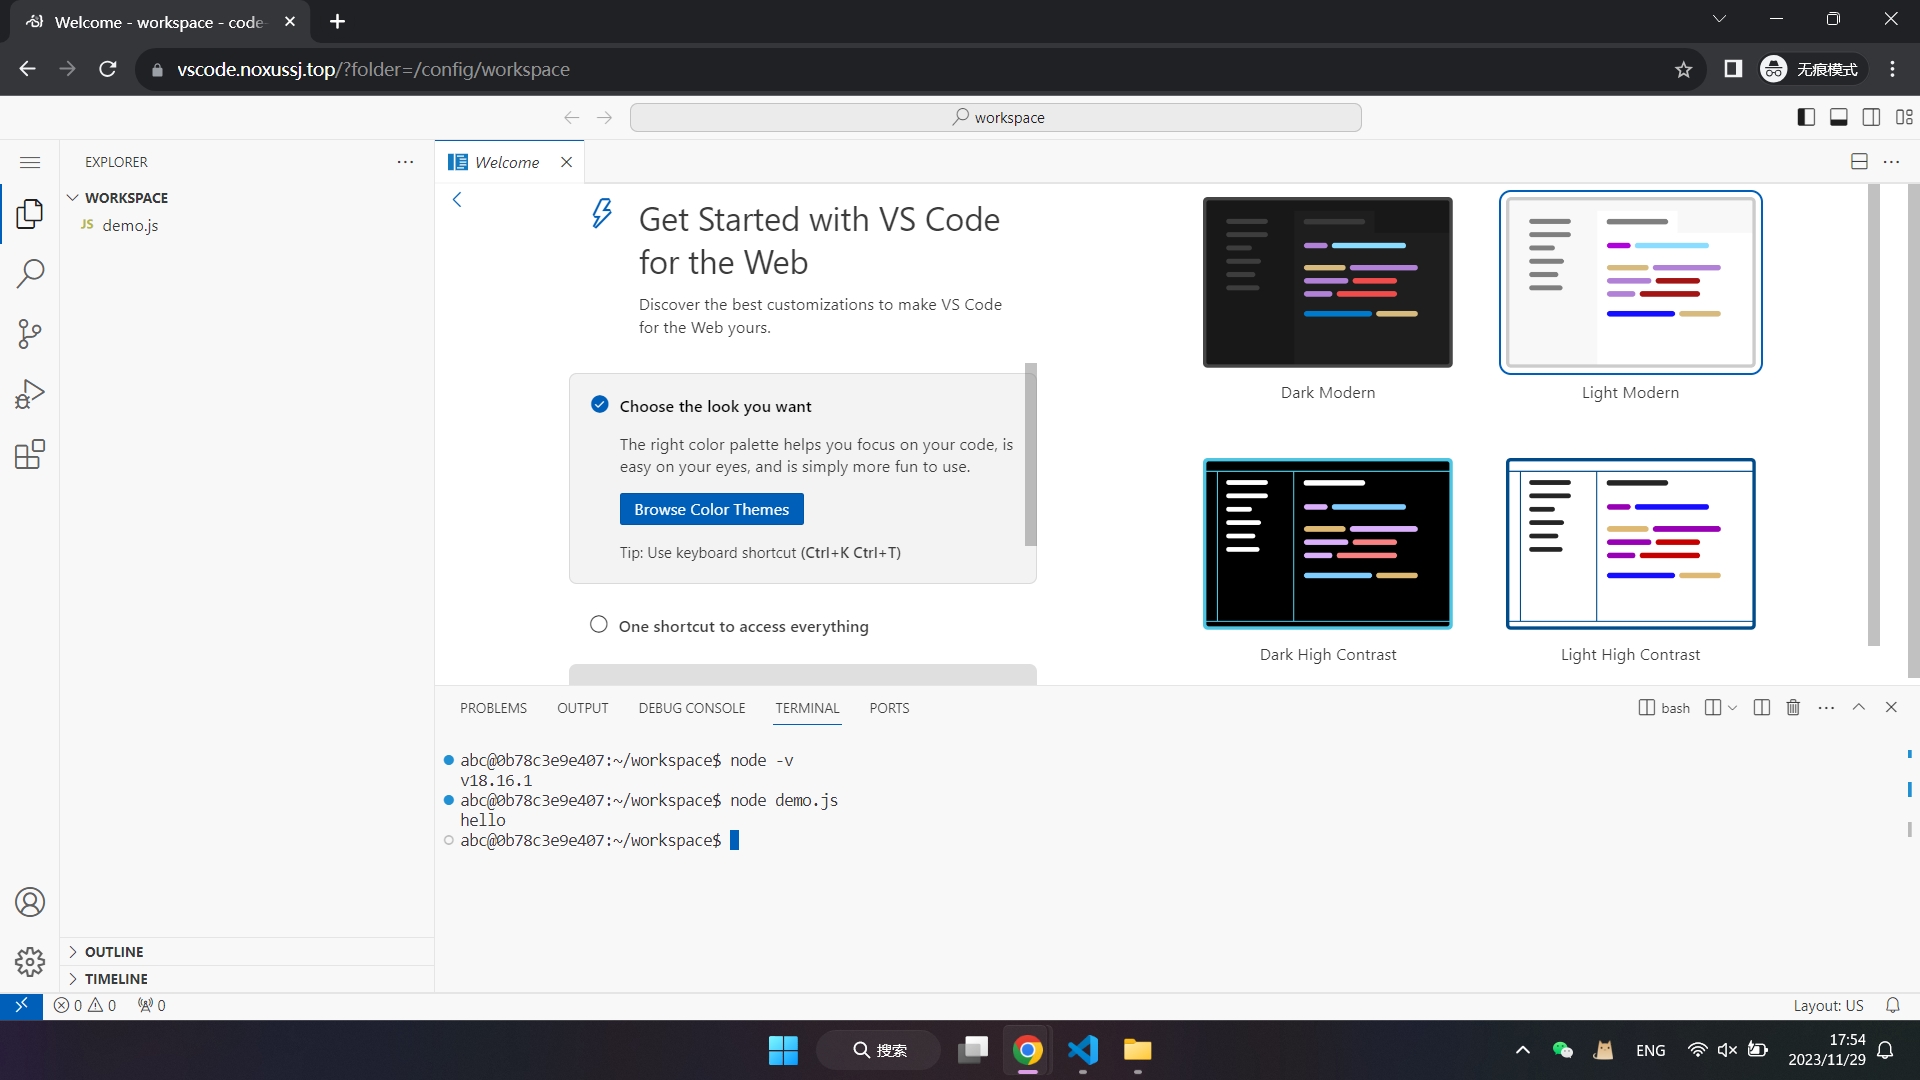 Welcome - workspace - code-
vscode.noxussj.top/?folder=/config/workspace
无痕模式
workspace
EXPLORER
WORKSPACE
JS demo.js
OUTLINE
TIMELINE
Welcome
Get Started with VS Code
for the Web
Discover the best customizations to make VS Code
for the Web yours.
Choose the look you want
The right color palette helps you focus on your code, is
easy on your eyes, and is simply more fun to use.
Browse Color Themes
Tip: Use keyboard shortcut (Ctrl+K Ctrl+T)
One shortcut to access everything
Dark Modern
Light Modern
Dark High Contrast
Light High Contrast
PROBLEMS OUTPUT DEBUG CONSOLE TERMINAL PORTS
bash
abc@0b78c3e9e407:~/workspace$ node -v
v18.16.1
abc@0b78c3e9e407:~/workspace$ node demo.js
hello
abc@0b78c3e9e407:~/workspace$
0 0 0
Layout: US
搜索
ENG
17:54
2023/11/29